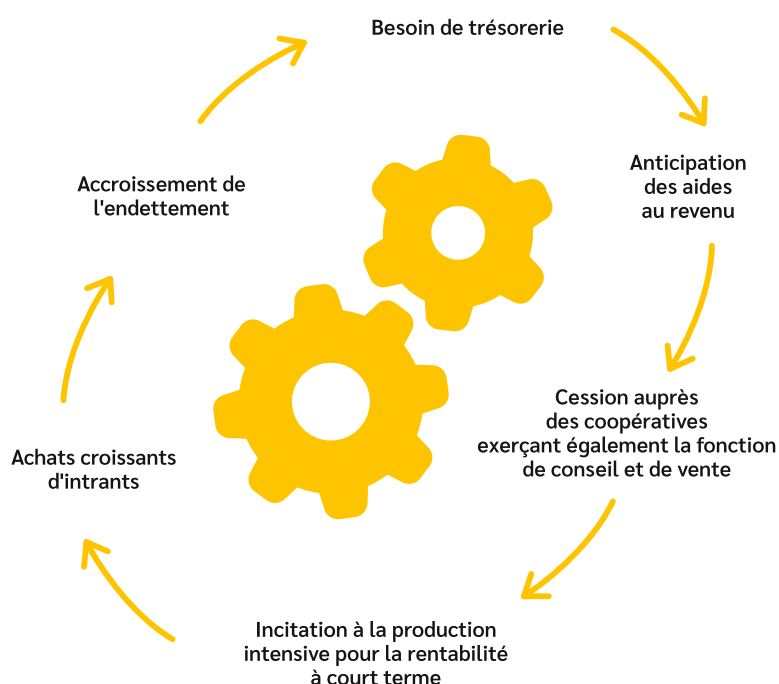 Besoin de trésorerie
Anticipation
des aides
au revenu
Cession auprès
des coopératives
exerçant également la fonction
de conseil et de vente
Incitation à la production
intensive pour la rentabilité
à court terme
Achats croissants
d'intrants
Accroissement de
l'endettement